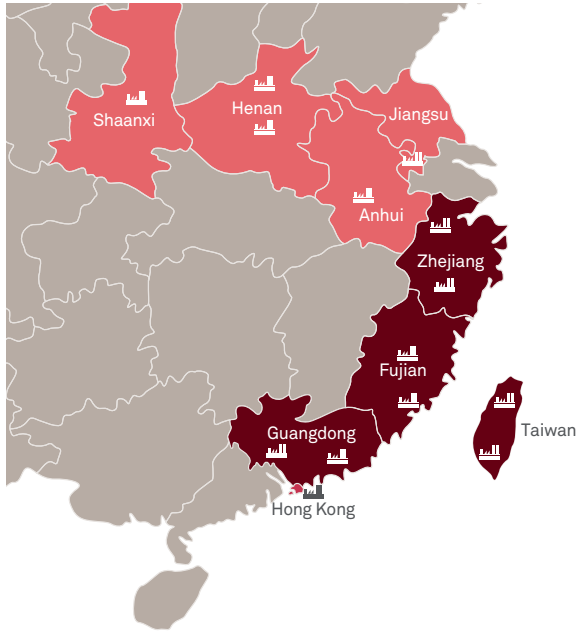 Shaanxi
Henan
Jiangsu
Anhui
Zhejiang
Fujian
Taiwan
Guangdong
Hong Kong